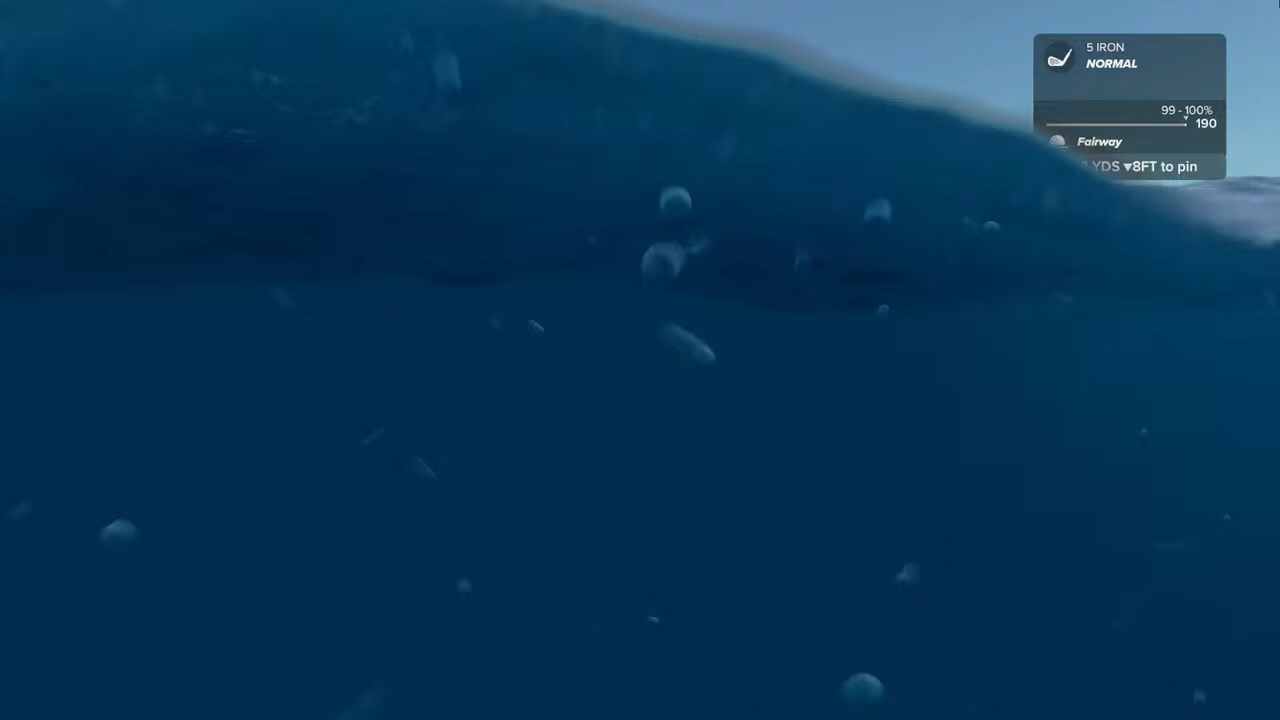 5 IRON
NORMAL
99 - 100%
190
Fairway
YDS ▾8FT to pin